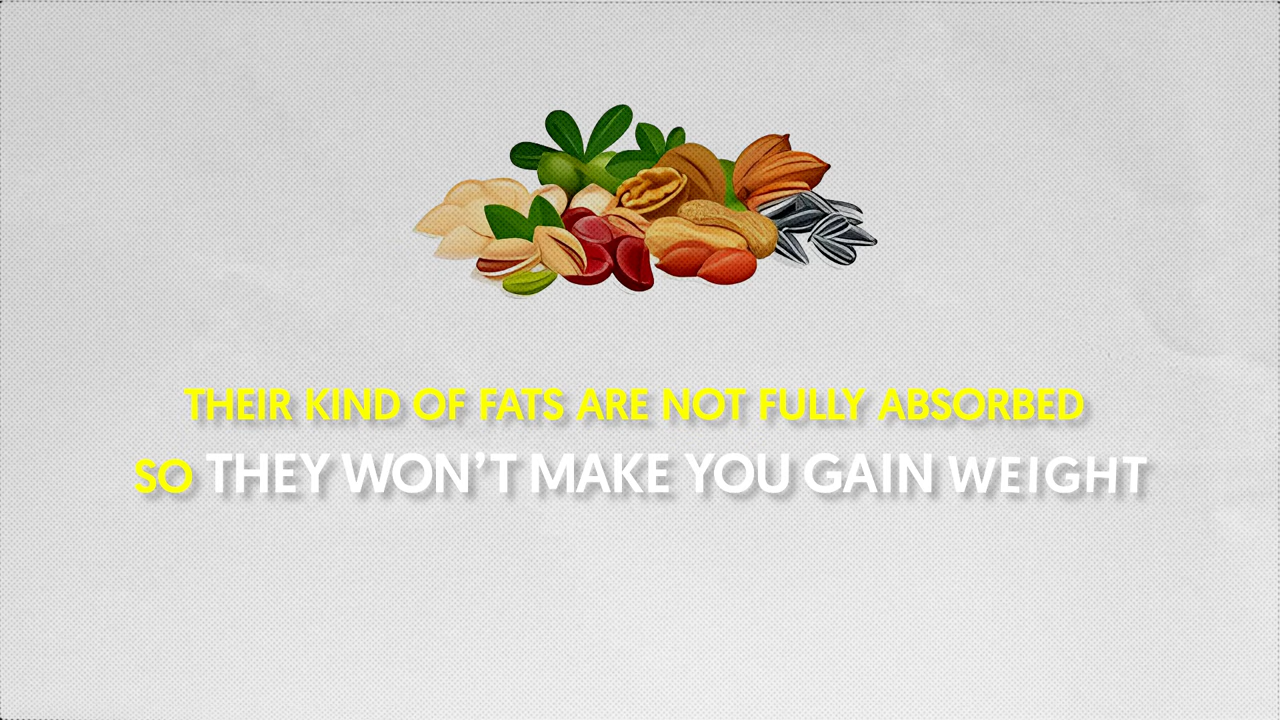 THEIR KIND OF FATS ARE NOT FULLY ABSORBED
SO THEY WON'T MAKE YOU GAIN WEIGHT